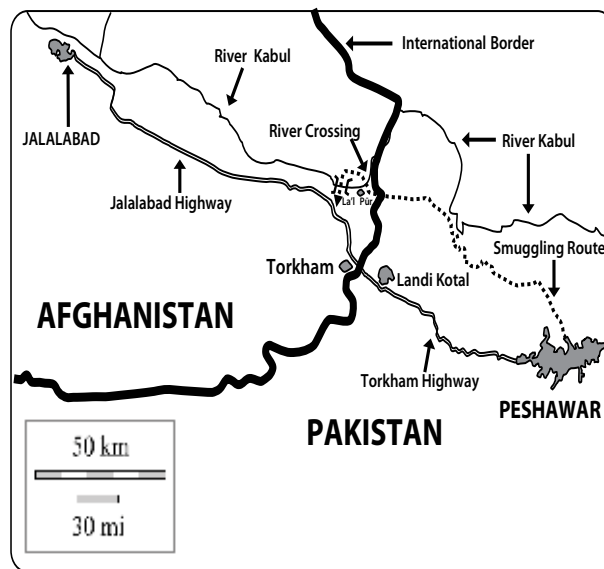 International Border
River Kabul
River Crossing
JALALABAD
River Kabul
Jalalabad Highway
La'l Pūr
Smuggling Route
Torkham
Landi Kotal
AFGHANISTAN
Torkham Highway
PESHAWAR
PAKISTAN
50 km
30 mi